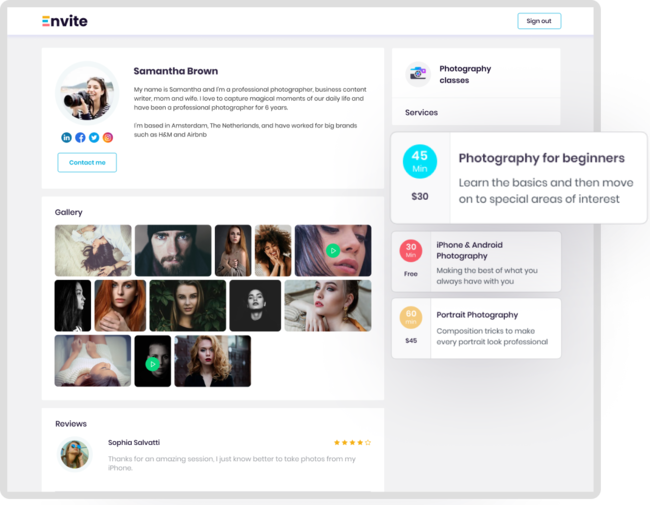 Envite
Sign out
Samantha Brown
My name is Samantha and I'm a professional photographer, business content
writer, mom and wife. I love to capture magical moments of our daily life and
have been a professional photographer for 6 years.
I'm based in Amsterdam, The Netherlands, and have worked for big brands
such as H&M and Airbnb
Contact me
Photography
classes
Services
45
Min
$30
Photography for beginners
Learn the basics and then move
on to special areas of interest
30
Min
Free
iPhone & Android
Photography
Making the best of what you
always have with you
60
min
$45
Portrait Photography
Composition tricks to make
every portrait look professional
Gallery
Reviews
Sophia Salvatti
Thanks for an amazing session, I just know better to take photos from my
iPhone.